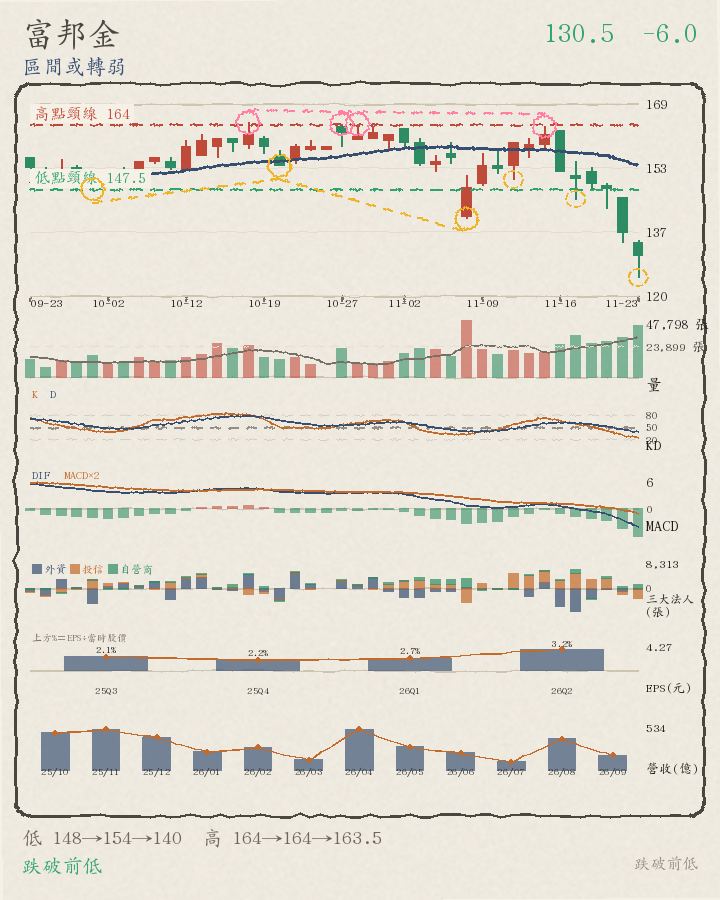 富邦金
130.5 -6.0
區間或轉弱
高點頸線 164
低點頸線 147.5
169
153
137
120
09-23 10-02 10-12 10-19 10-27 11-02 11-09 11-16 11-23
47,798 張
23,899 張
量
K D
80
50
20
KD
DIF MACD×2
6
0
MACD
外資 投信 自營商
8,313
0
三大法人
(張)
上方%=EPS÷當時股價
2.1% 2.2% 2.7% 3.2%
4.27
25Q3 25Q4 26Q1 26Q2
EPS(元)
534
25/10 25/11 25/12 26/01 26/02 26/03 26/04 26/05 26/06 26/07 26/08 26/09
營收(億)
低 148→154→140 高 164→164→163.5
跌破前低
跌破前低